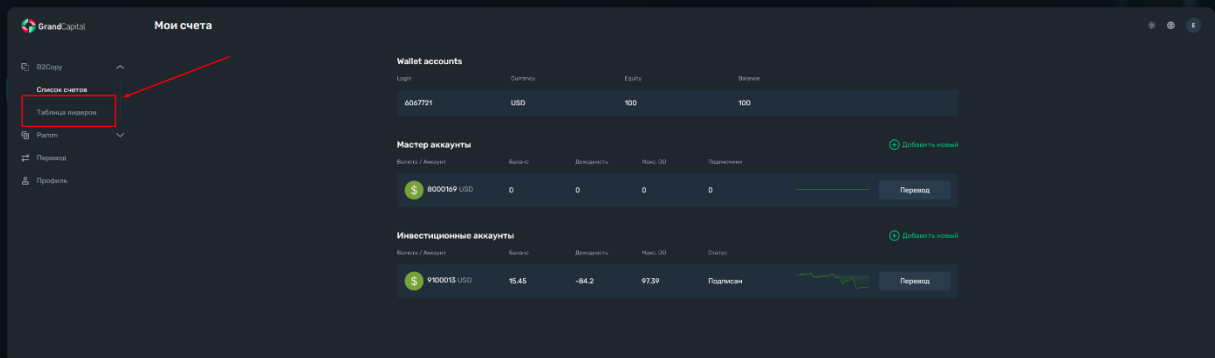 GrandCapital
Мои счета
E
B2Copy
Список счетов
Таблица лидеров
Pamm
Перевод
Профиль
Wallet accounts
Login Currency Equity Balance
6067721 USD 100 100
Мастер аккаунты Добавить новый
Валюта / Аккаунт Баланс Доходность Макс. DD Подписчики
$ 8000169 USD 0 0 0 0 Перевод
Инвестиционные аккаунты Добавить новый
Валюта / Аккаунт Баланс Доходность Макс. DD Статус
$ 9100013 USD 15.45 -84.2 97.39 Подписан Перевод